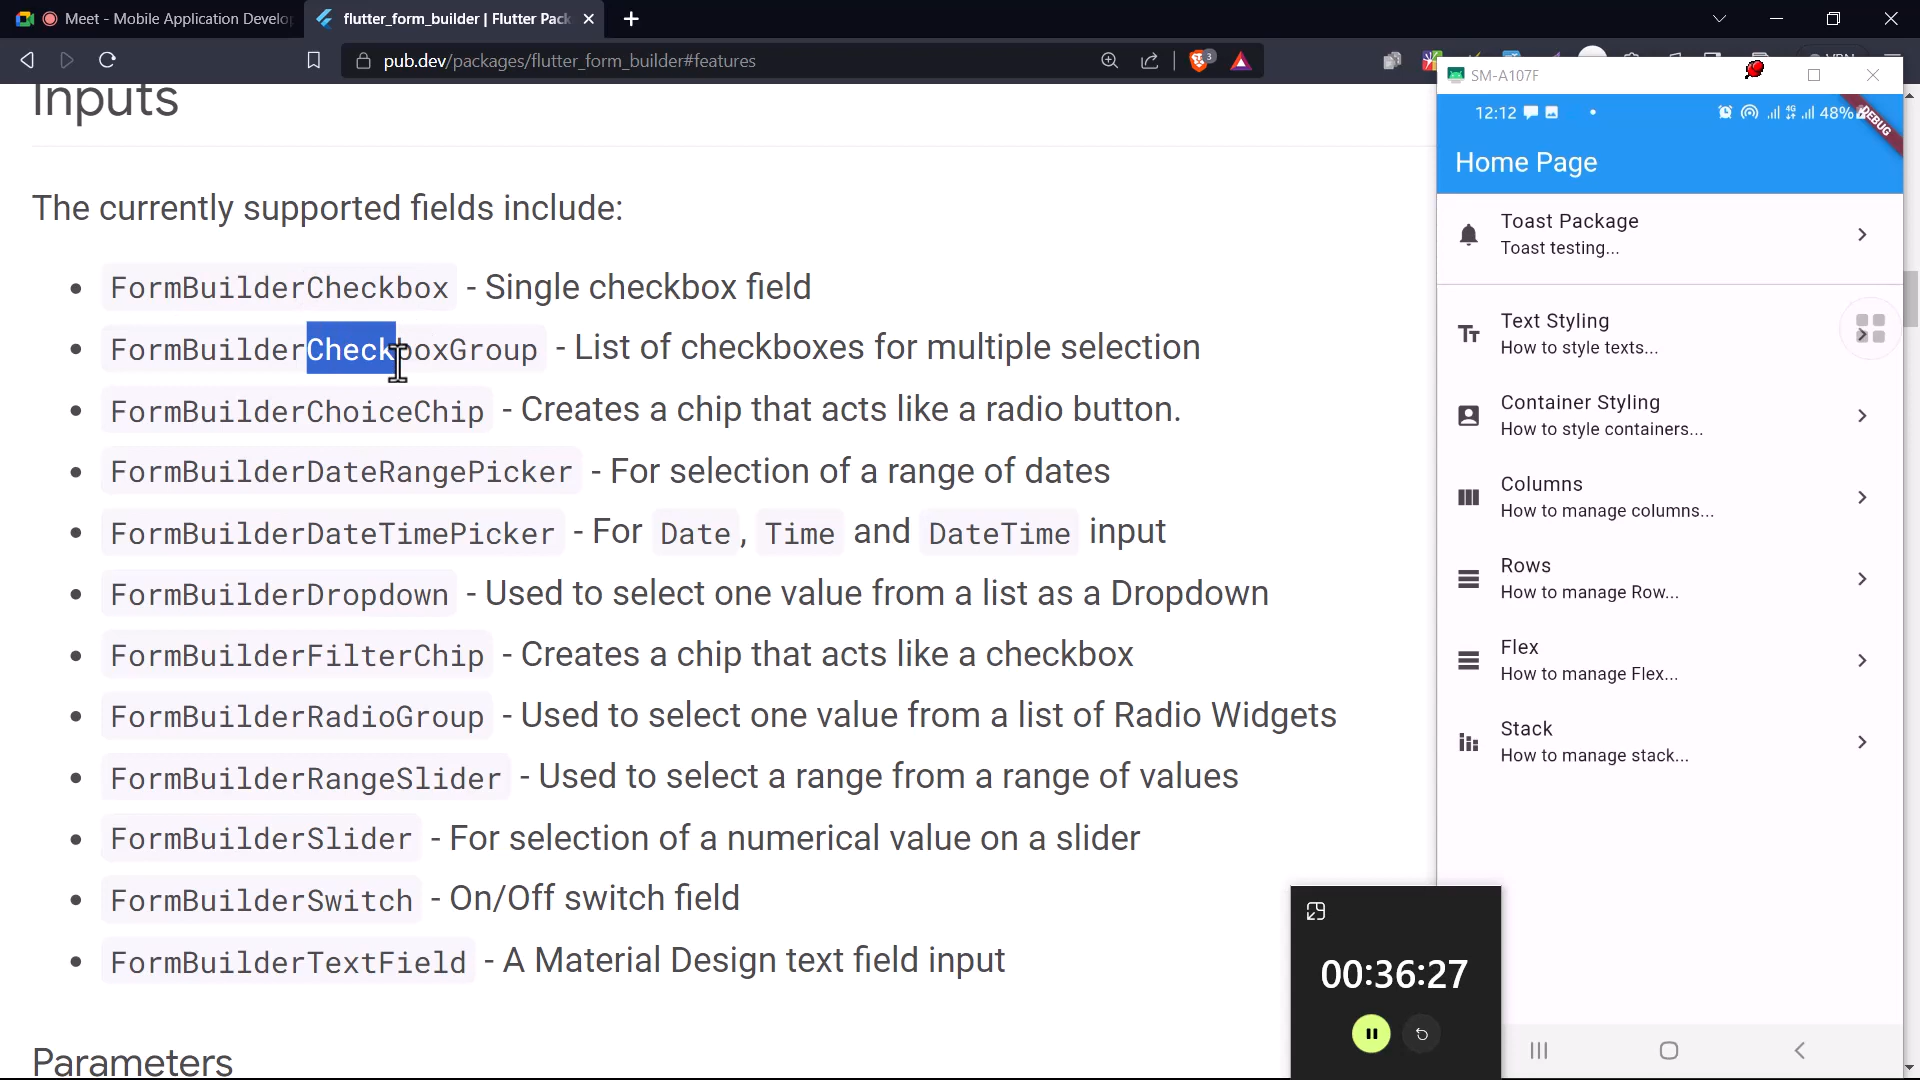 Meet - Mobile Application Develo
flutter_form_builder | Flutter Pack
pub.dev/packages/flutter_form_builder#features
3
Inputs
The currently supported fields include:
FormBuilderCheckbox - Single checkbox field
FormBuilderCheckboxGroup - List of checkboxes for multiple selection
FormBuilderChoiceChip - Creates a chip that acts like a radio button.
FormBuilderDateRangePicker - For selection of a range of dates
FormBuilderDateTimePicker - For Date, Time and DateTime input
FormBuilderDropdown - Used to select one value from a list as a Dropdown
FormBuilderFilterChip - Creates a chip that acts like a checkbox
FormBuilderRadioGroup - Used to select one value from a list of Radio Widgets
FormBuilderRangeSlider - Used to select a range from a range of values
FormBuilderSlider - For selection of a numerical value on a slider
FormBuilderSwitch - On/Off switch field
FormBuilderTextField - A Material Design text field input
Parameters
SM-A107F
12:12
4G
48%
DEBUG
Home Page
Toast Package
Toast testing...
Text Styling
How to style texts...
Container Styling
How to style containers...
Columns
How to manage columns...
Rows
How to manage Row...
Flex
How to manage Flex...
Stack
How to manage stack...
00:36:27